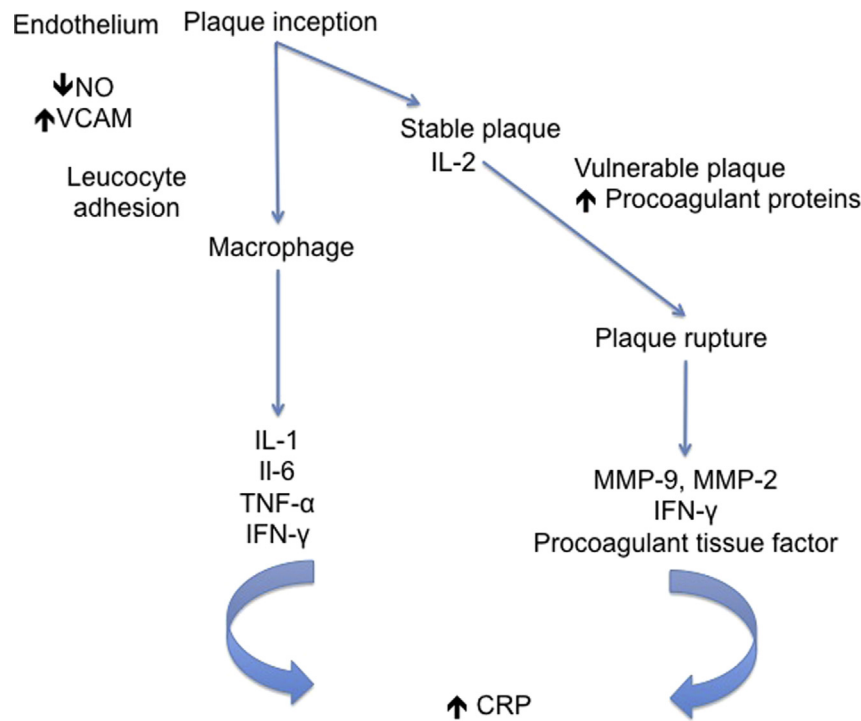 Endothelium
Plaque inception
🡻NO
🡹VCAM
Leucocyte
adhesion
Stable plaque
IL-2
Vulnerable plaque
🡹 Procoagulant proteins
Macrophage
Plaque rupture
IL-1
Il-6
TNF-α
IFN-γ
MMP-9, MMP-2
IFN-γ
Procoagulant tissue factor
🡹 CRP